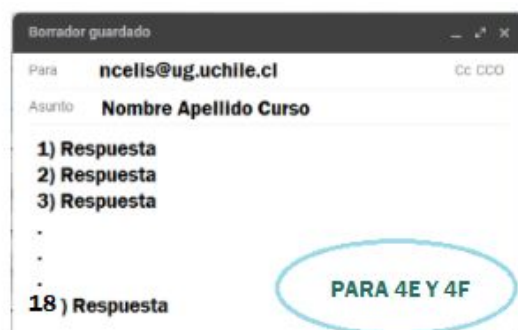 Borrador guardado
Para ncelis@ug.uchile.cl Cc CCO
Asunto Nombre Apellido Curso
1) Respuesta
2) Respuesta
3) Respuesta
.
.
.
18 ) Respuesta
PARA 4E Y 4F